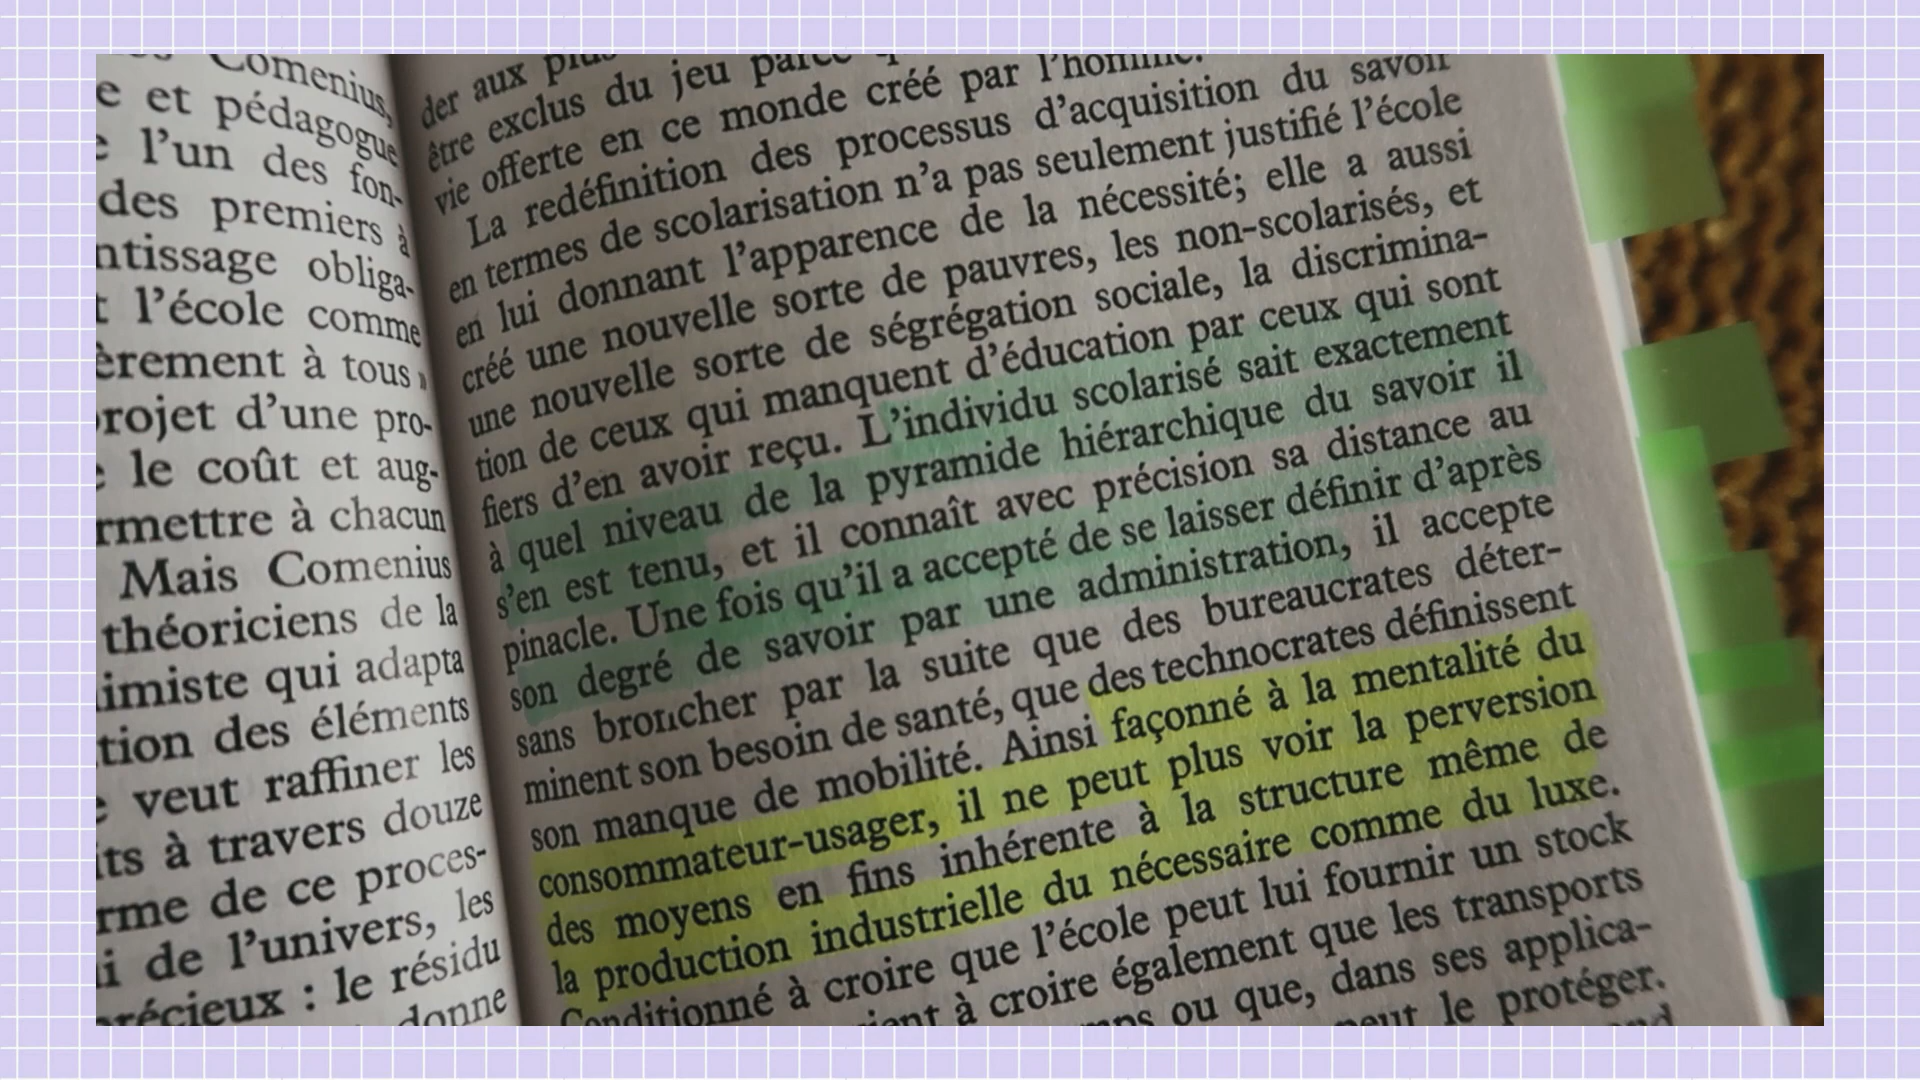 Comenius,
e et pédagogue
l'un des fon-
des premiers à
ntissage obliga-
t l'école comme
èrement à tous »
rojet d'une pro-
le coût et aug-
rmettre à chacun
Mais Comenius
théoriciens de la
imiste qui adapta
tion des éléments
veut raffiner les
ts à travers douze
rme de ce proces-
i de l'univers, les
précieux : le résidu
donne
der aux plus
être exclus du jeu parce
vie offerte en ce monde créé par l'homme.
La redéfinition des processus d'acquisition du savoir
en termes de scolarisation n'a pas seulement justifié l'école
en lui donnant l'apparence de la nécessité; elle a aussi
créé une nouvelle sorte de pauvres, les non-scolarisés, et
une nouvelle sorte de ségrégation sociale, la discrimina-
tion de ceux qui manquent d'éducation par ceux qui sont
fiers d'en avoir reçu. L'individu scolarisé sait exactement
à quel niveau de la pyramide hiérarchique du savoir il
s'en est tenu, et il connaît avec précision sa distance au
pinacle. Une fois qu'il a accepté de se laisser définir d'après
son degré de savoir par une administration, il accepte
sans broncher par la suite que des bureaucrates déter-
minent son besoin de santé, que des technocrates définissent
son manque de mobilité. Ainsi façonné à la mentalité du
consommateur-usager, il ne peut plus voir la perversion
des moyens en fins inhérente à la structure même de
la production industrielle du nécessaire comme du luxe.
Conditionné à croire que l'école peut lui fournir un stock
à croire également que les transports
ou que, dans ses applica-
peut le protéger.